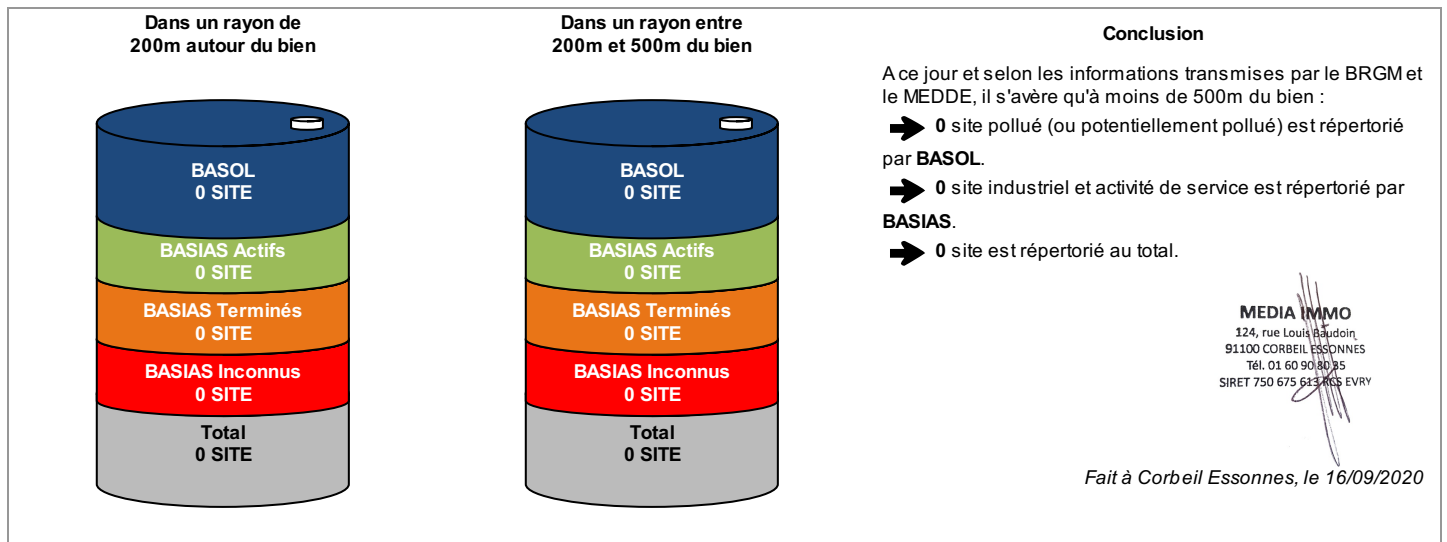 Dans un rayon de
200m autour du bien
BASOL
0 SITE
BASIAS Actifs
0 SITE
BASIAS Terminés
0 SITE
BASIAS Inconnus
0 SITE
Total
0 SITE
Dans un rayon entre
200m et 500m du bien
BASOL
0 SITE
BASIAS Actifs
0 SITE
BASIAS Terminés
0 SITE
BASIAS Inconnus
0 SITE
Total
0 SITE
Conclusion
A ce jour et selon les informations transmises par le BRGM et
le MEDDE, il s'avère qu'à moins de 500m du bien :
0 site pollué (ou potentiellement pollué) est répertorié
par BASOL.
0 site industriel et activité de service est répertorié par
BASIAS.
0 site est répertorié au total.
MEDIA IMMO
124, rue Louis Baudoin
91100 CORBEIL ESSONNES
Tél. 01 60 90 80 85
SIRET 750 675 613 RCS EVRY
Fait à Corbeil Essonnes, le 16/09/2020